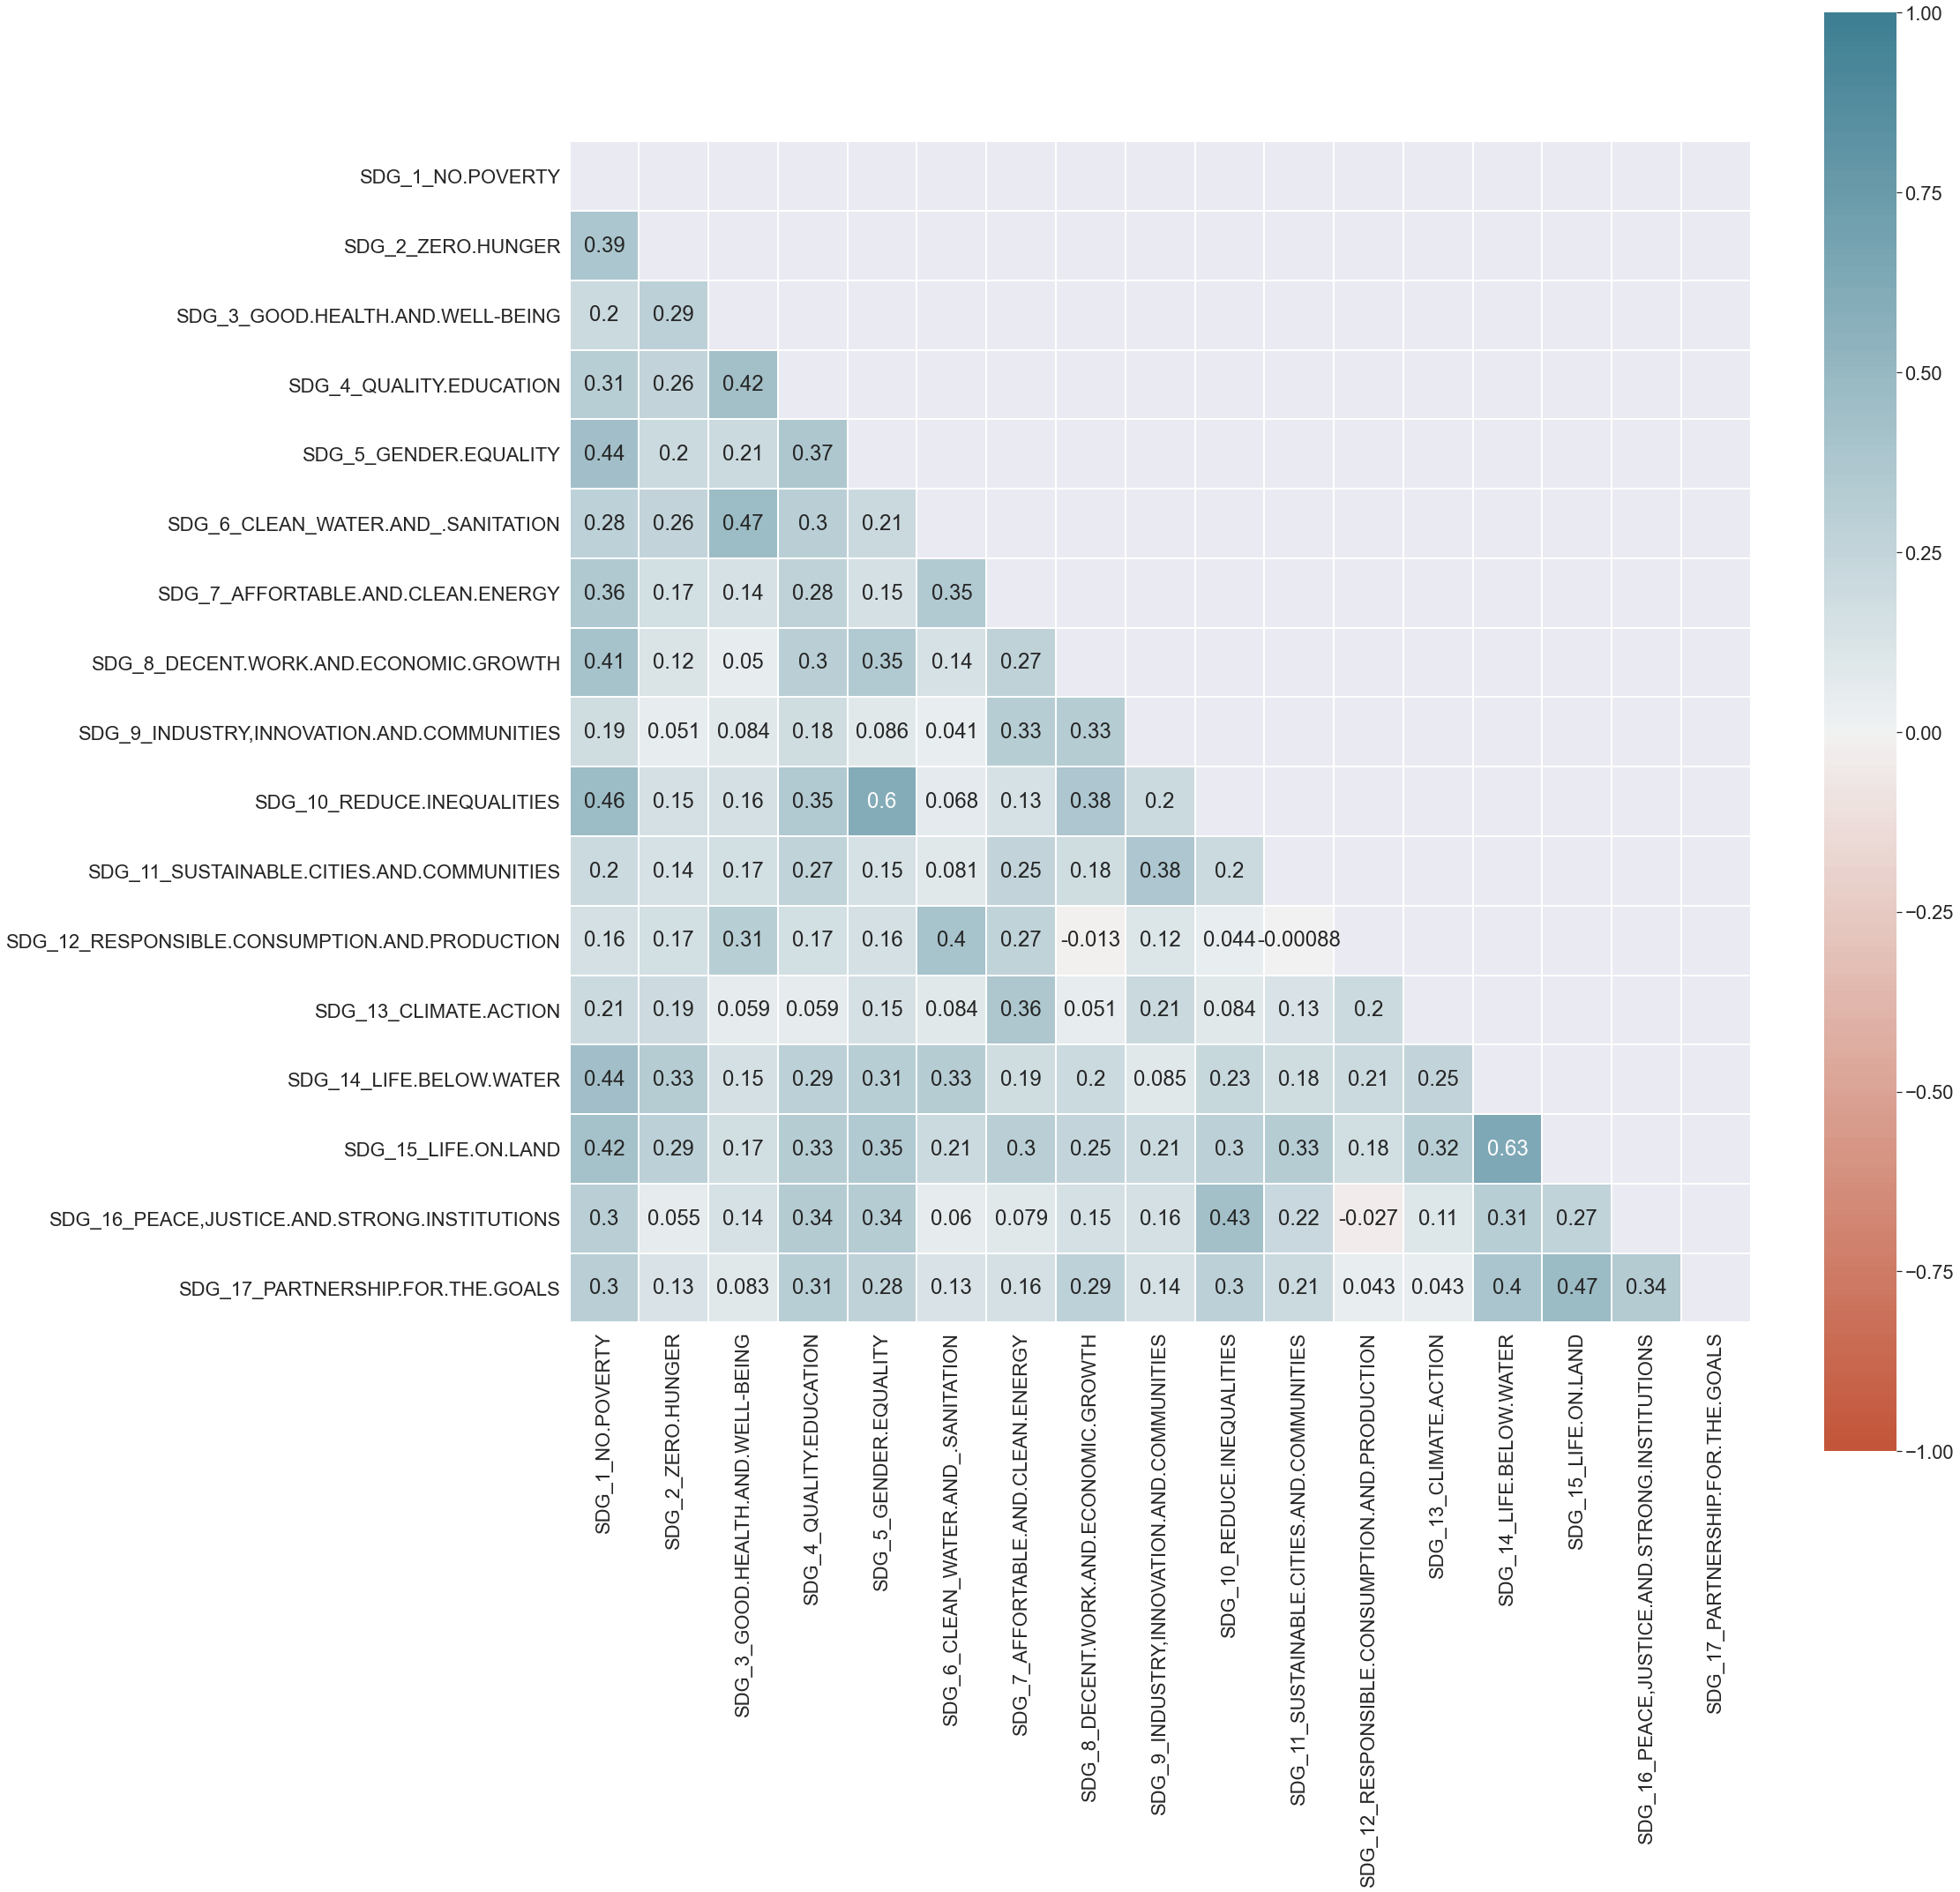 SDG_1_NO.POVERTY
SDG_2_ZERO.HUNGER 0.39
SDG_3_GOOD.HEALTH.AND.WELL-BEING 0.2 0.29
SDG_4_QUALITY.EDUCATION 0.31 0.26 0.42
SDG_5_GENDER.EQUALITY 0.44 0.2 0.21 0.37
SDG_6_CLEAN_WATER.AND_.SANITATION 0.28 0.26 0.47 0.3 0.21
SDG_7_AFFORTABLE.AND.CLEAN.ENERGY 0.36 0.17 0.14 0.28 0.15 0.35
SDG_8_DECENT.WORK.AND.ECONOMIC.GROWTH 0.41 0.12 0.05 0.3 0.35 0.14 0.27
SDG_9_INDUSTRY,INNOVATION.AND.COMMUNITIES 0.19 0.051 0.084 0.18 0.086 0.041 0.33 0.33
SDG_10_REDUCE.INEQUALITIES 0.46 0.15 0.16 0.35 0.6 0.068 0.13 0.38 0.2
SDG_11_SUSTAINABLE.CITIES.AND.COMMUNITIES 0.2 0.14 0.17 0.27 0.15 0.081 0.25 0.18 0.38 0.2
SDG_12_RESPONSIBLE.CONSUMPTION.AND.PRODUCTION 0.16 0.17 0.31 0.17 0.16 0.4 0.27 -0.013 0.12 0.044 -0.00088
SDG_13_CLIMATE.ACTION 0.21 0.19 0.059 0.059 0.15 0.084 0.36 0.051 0.21 0.084 0.13 0.2
SDG_14_LIFE.BELOW.WATER 0.44 0.33 0.15 0.29 0.31 0.33 0.19 0.2 0.085 0.23 0.18 0.21 0.25
SDG_15_LIFE.ON.LAND 0.42 0.29 0.17 0.33 0.35 0.21 0.3 0.25 0.21 0.3 0.33 0.18 0.32 0.63
SDG_16_PEACE,JUSTICE.AND.STRONG.INSTITUTIONS 0.3 0.055 0.14 0.34 0.34 0.06 0.079 0.15 0.16 0.43 0.22 -0.027 0.11 0.31 0.27
SDG_17_PARTNERSHIP.FOR.THE.GOALS 0.3 0.13 0.083 0.31 0.28 0.13 0.16 0.29 0.14 0.3 0.21 0.043 0.043 0.4 0.47 0.34
SDG_1_NO.POVERTY
SDG_2_ZERO.HUNGER
SDG_3_GOOD.HEALTH.AND.WELL-BEING
SDG_4_QUALITY.EDUCATION
SDG_5_GENDER.EQUALITY
SDG_6_CLEAN_WATER.AND_.SANITATION
SDG_7_AFFORTABLE.AND.CLEAN.ENERGY
SDG_8_DECENT.WORK.AND.ECONOMIC.GROWTH
SDG_9_INDUSTRY,INNOVATION.AND.COMMUNITIES
SDG_10_REDUCE.INEQUALITIES
SDG_11_SUSTAINABLE.CITIES.AND.COMMUNITIES
SDG_12_RESPONSIBLE.CONSUMPTION.AND.PRODUCTION
SDG_13_CLIMATE.ACTION
SDG_14_LIFE.BELOW.WATER
SDG_15_LIFE.ON.LAND
SDG_16_PEACE,JUSTICE.AND.STRONG.INSTITUTIONS
SDG_17_PARTNERSHIP.FOR.THE.GOALS
1.00
0.75
0.50
0.25
0.00
−0.25
−0.50
−0.75
−1.00